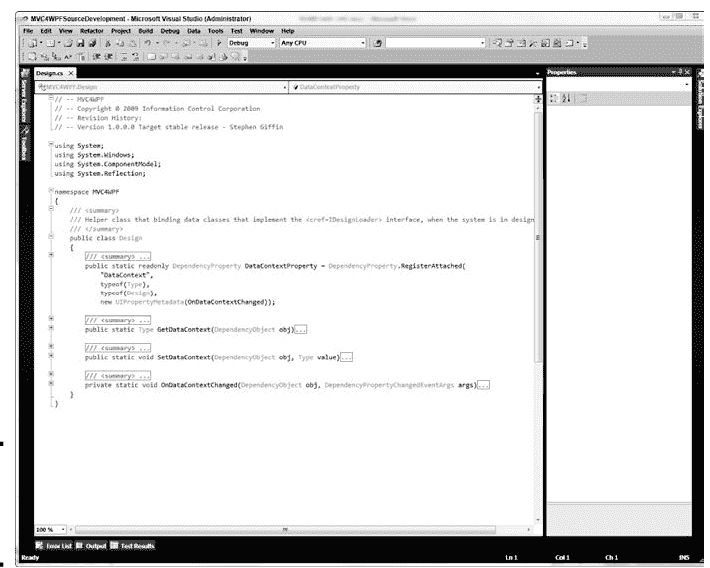 MVC4WPFSourceDevelopment - Microsoft Visual Studio (Administrator)
File Edit View Refactor Project Build Debug Data Tools Test Window Help
Debug Any CPU
Design.cs X
MVC4WPF.Design DataContextProperty
// -- MVC4WPF
// -- Copyright © 2009 Information Control Corporation
// -- Revision History:
// -- Version 1.0.0.0 Target stable release - Stephen Giffin
using System;
using System.Windows;
using System.ComponentModel;
using System.Reflection;
namespace MVC4WPF
{
/// <summary>
/// Helper class that binding data classes that implement the <cref=IDesignLoader> interface, when the system is in design
/// </summary>
public class Design
{
/// <summary> ...
public static readonly DependencyProperty DataContextProperty = DependencyProperty.RegisterAttached(
"DataContext",
typeof(Type),
typeof(Design),
new UIPropertyMetadata(OnDataContextChanged));
/// <summary> ...
public static Type GetDataContext(DependencyObject obj)...
/// <summary> ...
public static void SetDataContext(DependencyObject obj, Type value)...
/// <summary> ...
private static void OnDataContextChanged(DependencyObject obj, DependencyPropertyChangedEventArgs args)...
}
}
100 %
Properties
Server Explorer
Toolbox
Solution Explorer
Error List Output Test Results
Ready Ln 1 Col 1 Ch 1 INS